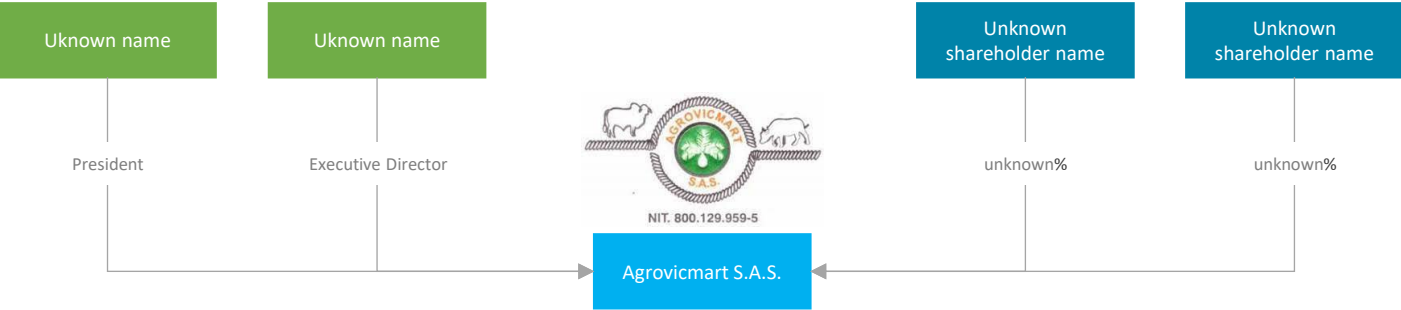 Uknown name
Uknown name
Unknown
shareholder name
Unknown
shareholder name
AGROVICMART
S.A.S.
NIT. 800.129.959-5
President
Executive Director
unknown%
unknown%
Agrovicmart S.A.S.